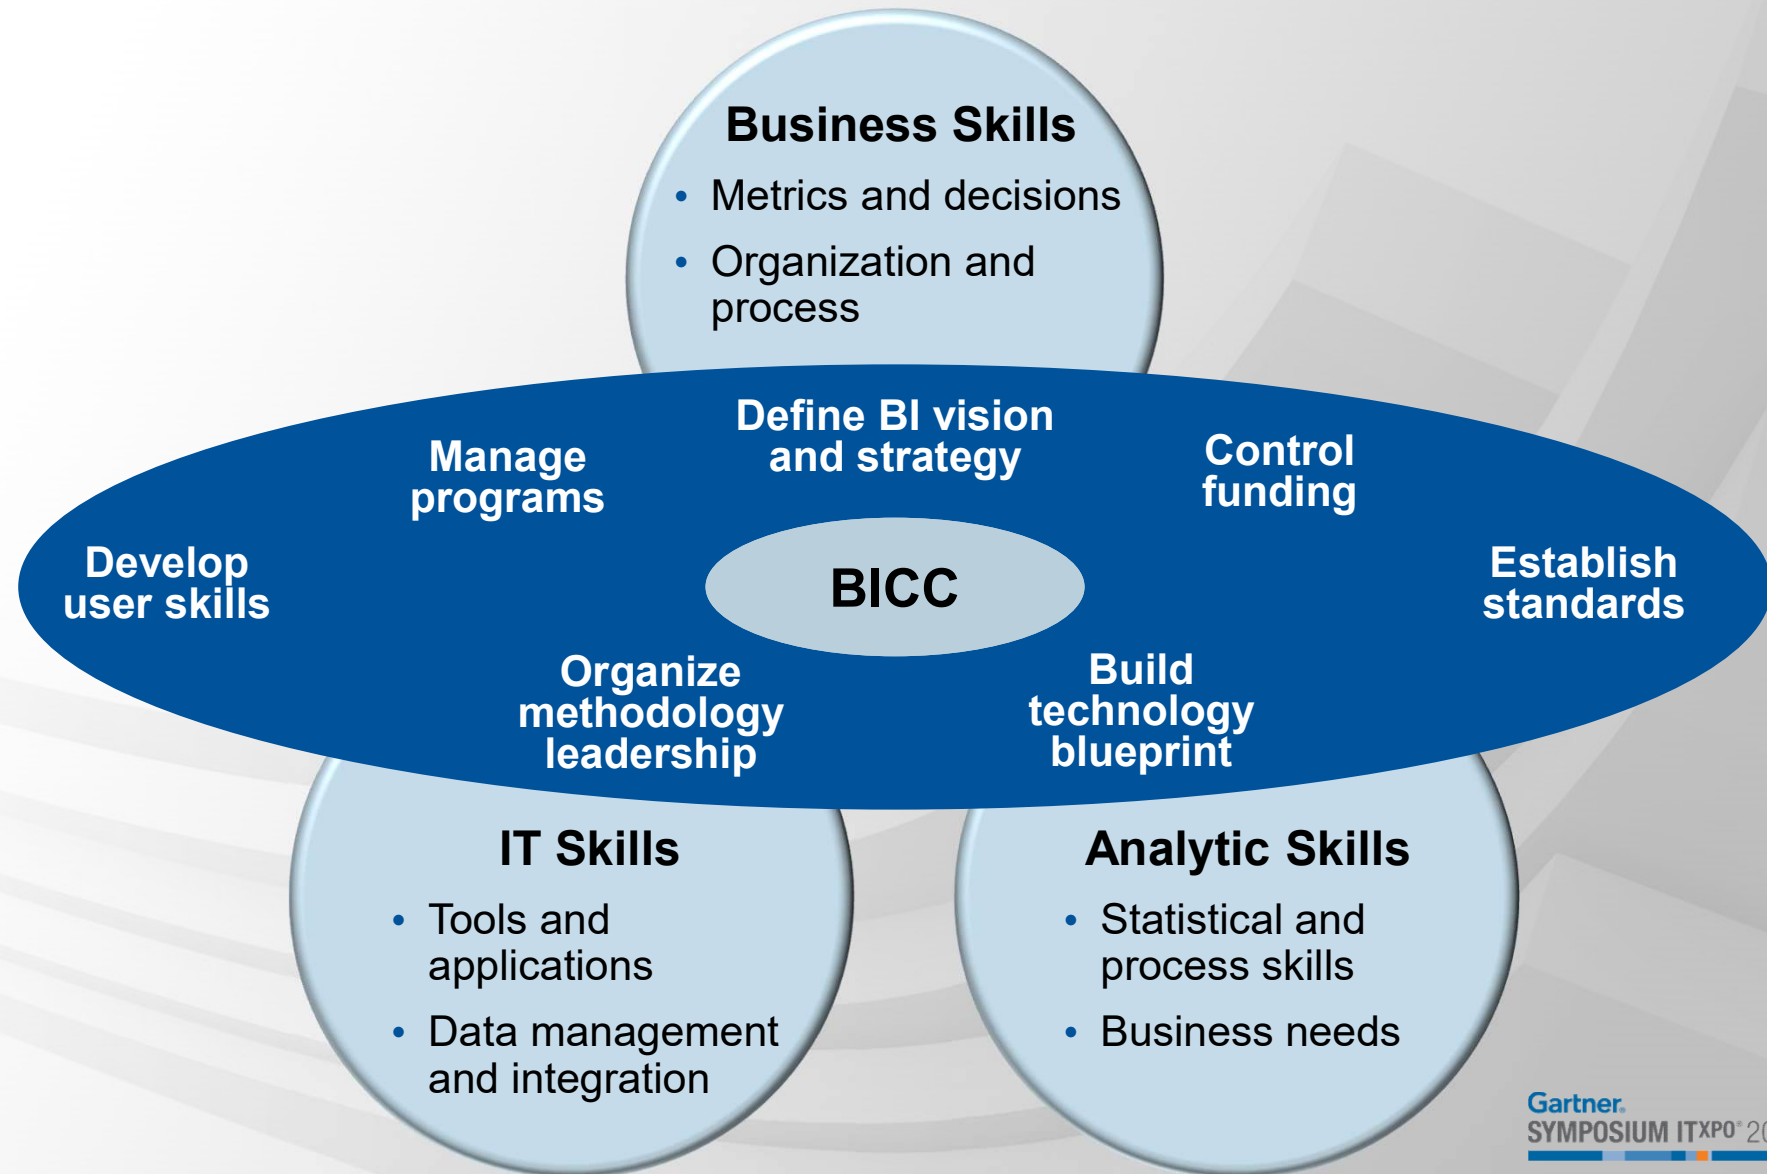 Business Skills
• Metrics and decisions
• Organization and
process
Define BI vision
and strategy
Manage
programs
Control
funding
Develop
user skills
BICC
Establish
standards
Organize
methodology
leadership
Build
technology
blueprint
IT Skills
• Tools and
applications
• Data management
and integration
Analytic Skills
• Statistical and
process skills
• Business needs
Gartner®
SYMPOSIUM ITXPO®